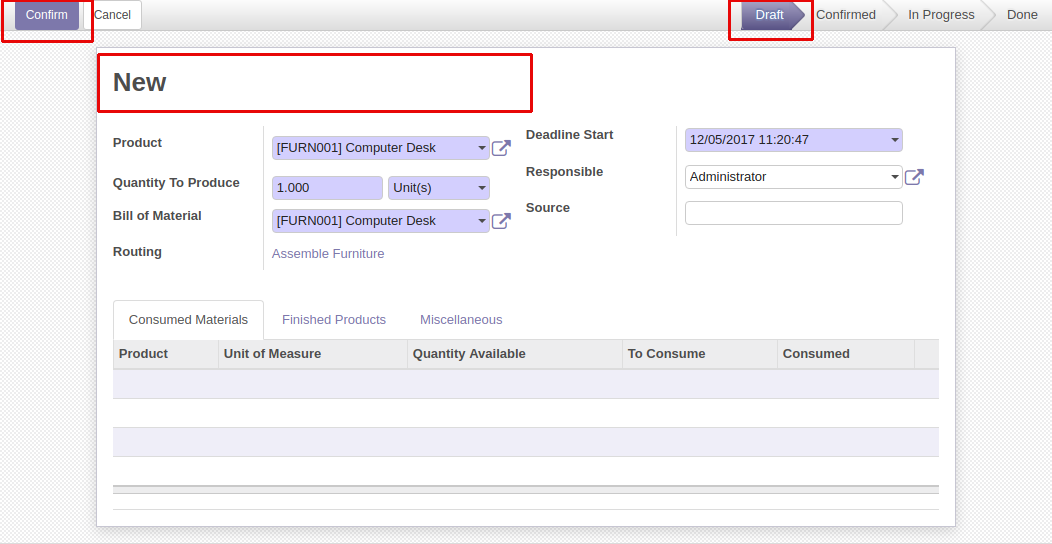 Confirm Cancel Draft Confirmed In Progress Done
New
Product [FURN001] Computer Desk
Quantity To Produce 1.000 Unit(s)
Bill of Material [FURN001] Computer Desk
Routing Assemble Furniture
Deadline Start 12/05/2017 11:20:47
Responsible Administrator
Source
Consumed Materials Finished Products Miscellaneous
Product Unit of Measure Quantity Available To Consume Consumed